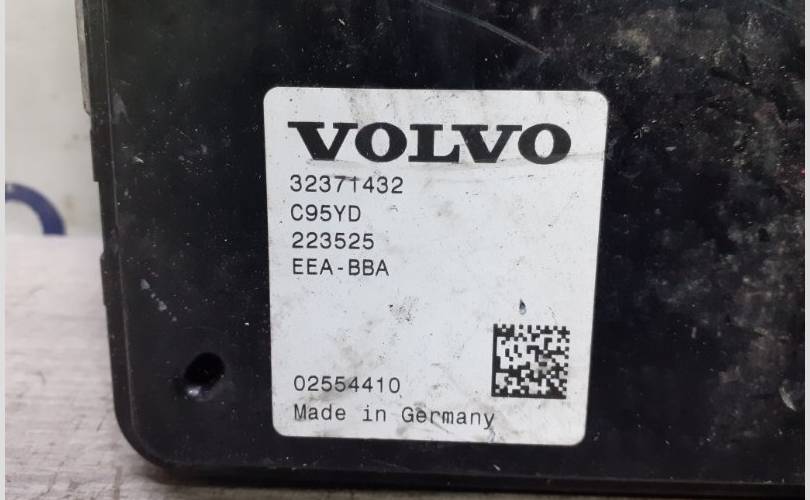 VOLVO
32371432
C95YD
223525
EEA-BBA
02554410
Made in Germany